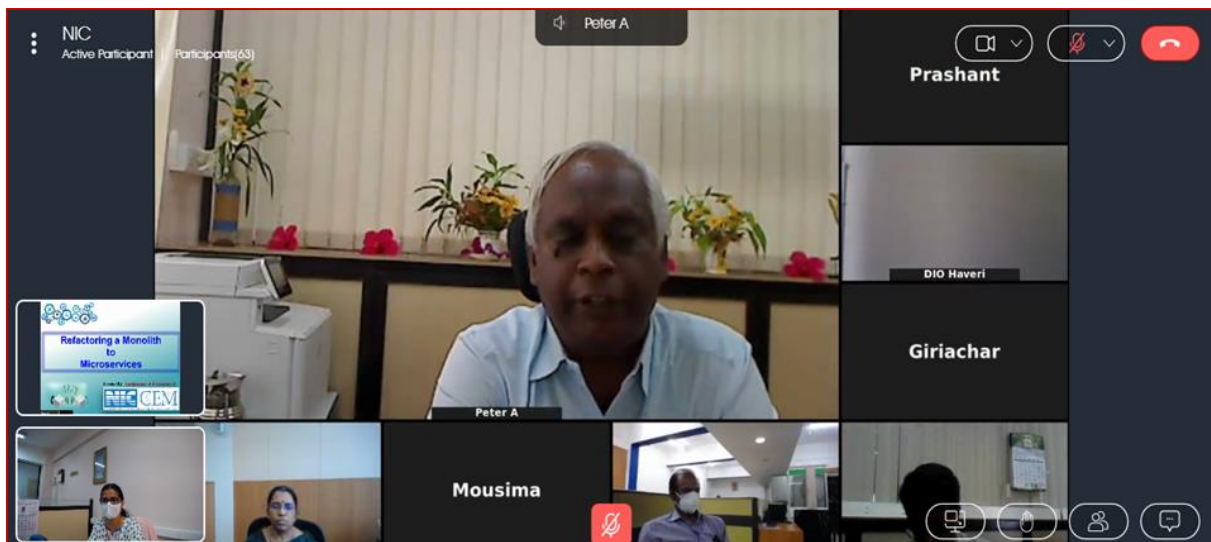 NIC
Active Participant | Participants(63)
Peter A
Prashant
DIO Haveri
Giriachar
Refactoring a Monolith
to
Microservices
NIC CEM
Peter A
Mousima